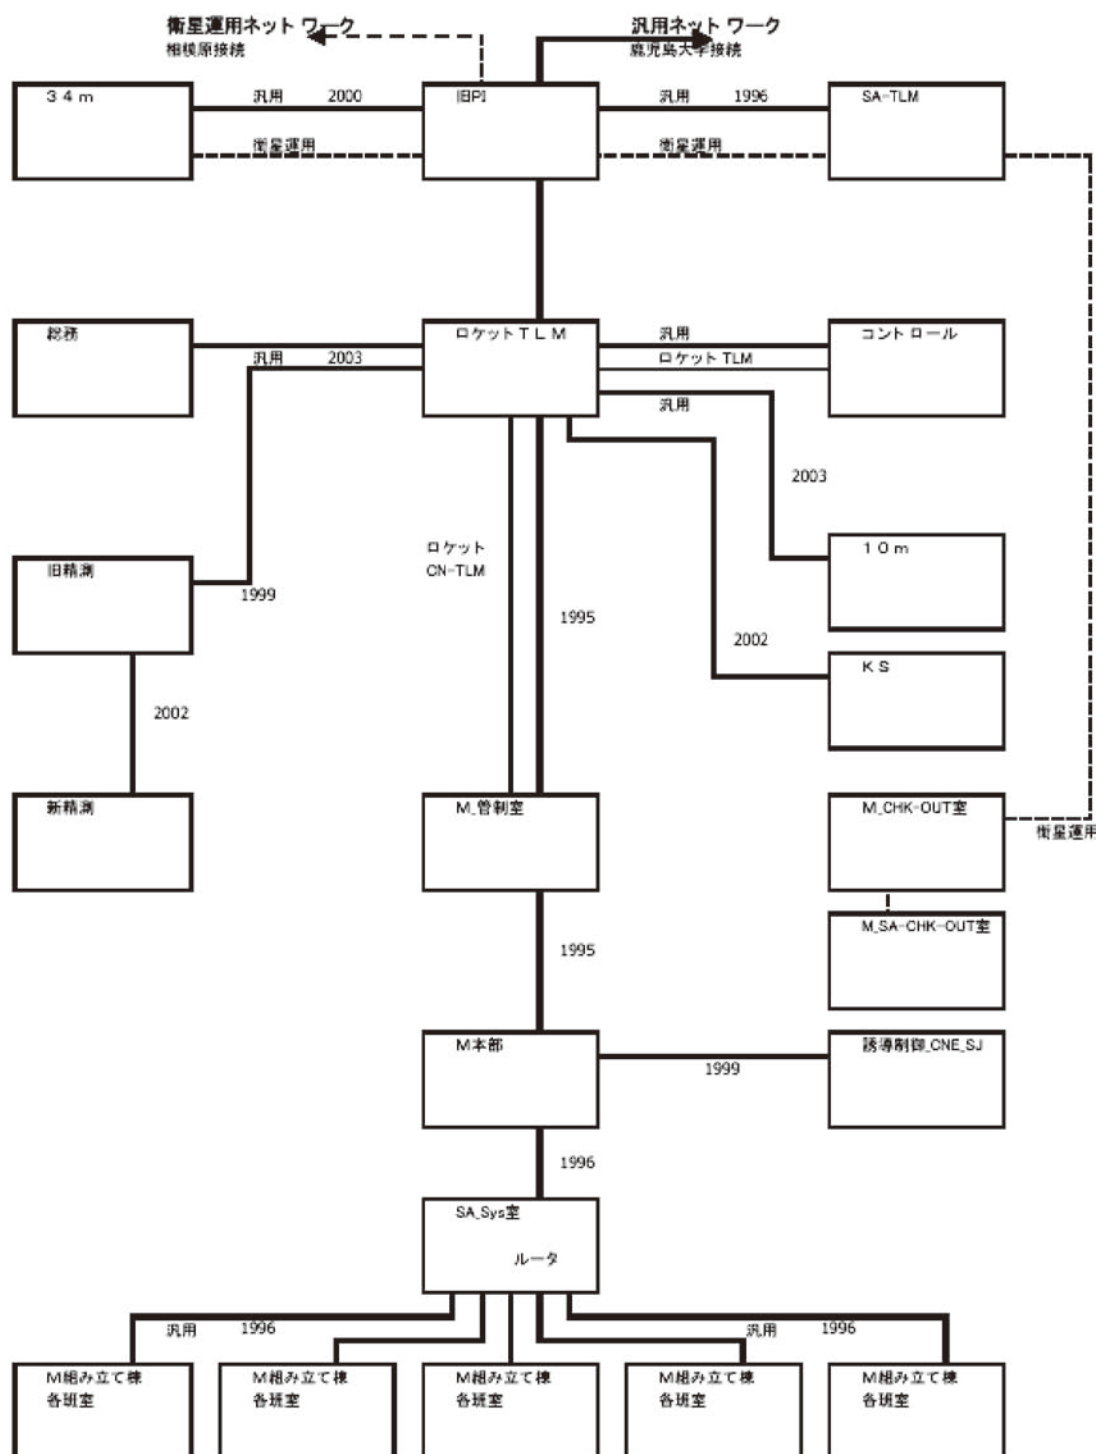 衛星運用ネットワーク
相模原接続
汎用ネットワーク
鹿児島大学接続
34m
汎用 2000
旧PI
汎用 1996
SA-TLM
衛星運用
衛星運用
総務
ロケットTLM
汎用
コントロール
汎用 2003
ロケットTLM
汎用
2003
ロケット
CN-TLM
10m
旧精測
1999
1995
2002
KS
2002
新精測
M_管制室
M_CHK-OUT室
衛星運用
M_SA-CHK-OUT室
1995
M本部
誘導制御_CNE_SJ
1999
1996
SA_Sys室
ルータ
汎用 1996
汎用 1996
M組み立て棟
各班室
M組み立て棟
各班室
M組み立て棟
各班室
M組み立て棟
各班室
M組み立て棟
各班室